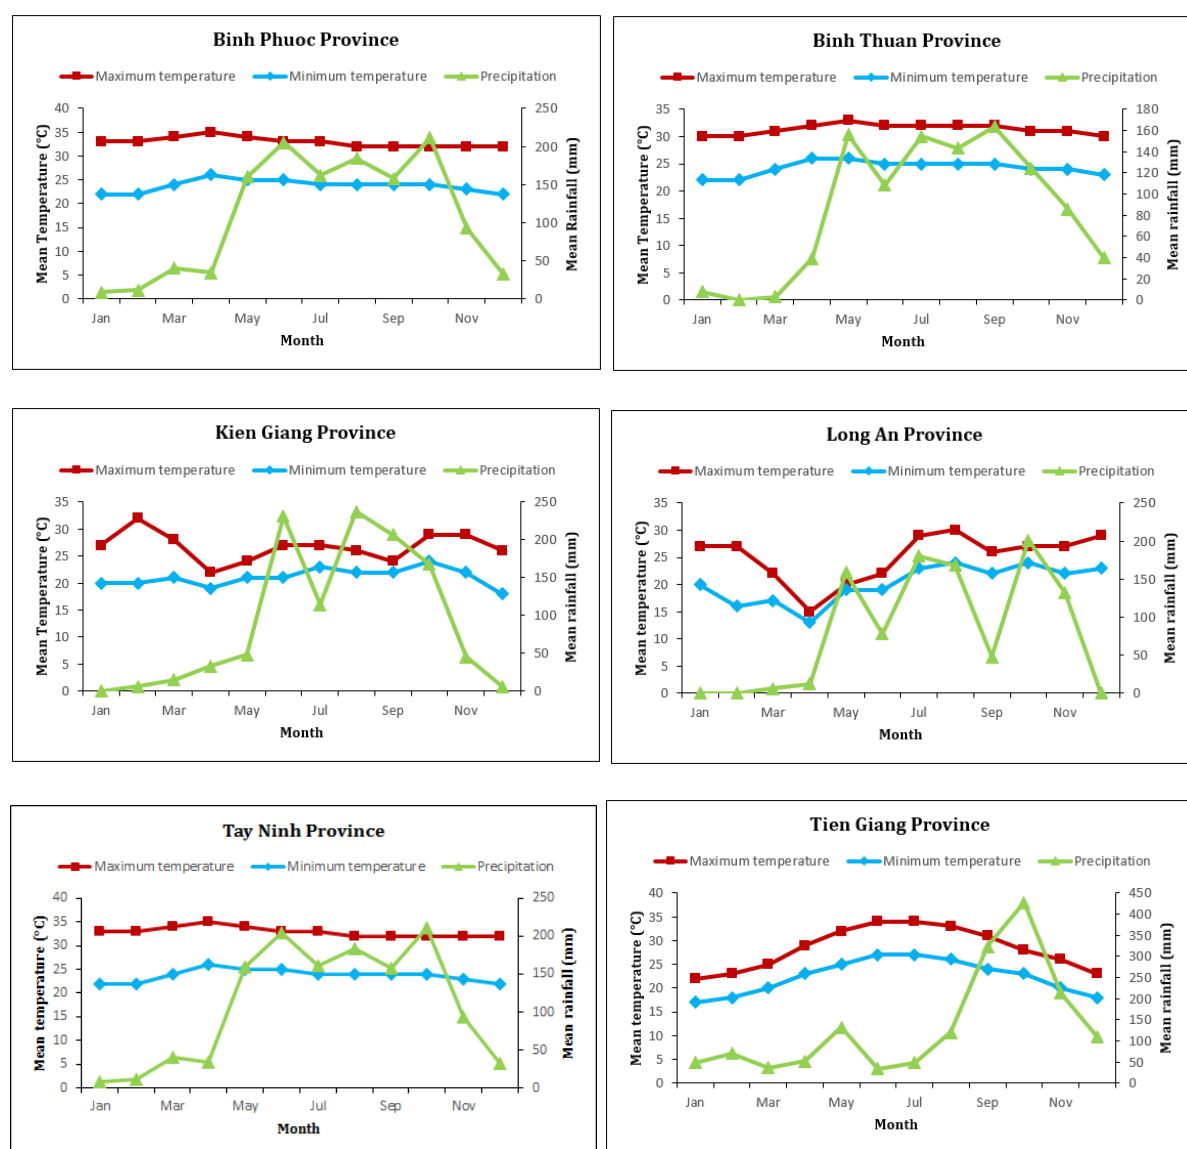 Binh Phuoc Province
Maximum temperature Minimum temperature Precipitation
Mean Temperature (°C)
40
35
30
25
20
15
10
5
0
250
200
150
100
50
0
Mean Rainfall (mm)
Jan Mar May Jul Sep Nov
Month
Binh Thuan Province
Maximum temperature Minimum temperature Precipitation
Mean Temperature (°C)
35
30
25
20
15
10
5
0
180
160
140
120
100
80
60
40
20
0
Mean rainfall (mm)
Jan Mar May Jul Sep Nov
Month
Kien Giang Province
Maximum temperature Minimum temperature Precipitation
Mean Temperature (°C)
35
30
25
20
15
10
5
0
250
200
150
100
50
0
Mean rainfall (mm)
Jan Mar May Jul Sep Nov
Month
Long An Province
Maximum temperature Minimum temperature Precipitation
Mean temperature (°C)
35
30
25
20
15
10
5
0
250
200
150
100
50
0
Mean rainfall (mm)
Jan Mar May Jul Sep Nov
Month
Tay Ninh Province
Maximum temperature Minimum temperature Precipitation
Mean temperature (°C)
40
35
30
25
20
15
10
5
0
250
200
150
100
50
0
Mean rainfall (mm)
Jan Mar May Jul Sep Nov
Month
Tien Giang Province
Maximum temperature Minimum temperature Precipitation
Mean temperature (°C)
40
35
30
25
20
15
10
5
0
450
400
350
300
250
200
150
100
50
0
Mean rainfall (mm)
Jan Mar May Jul Sep Nov
Month